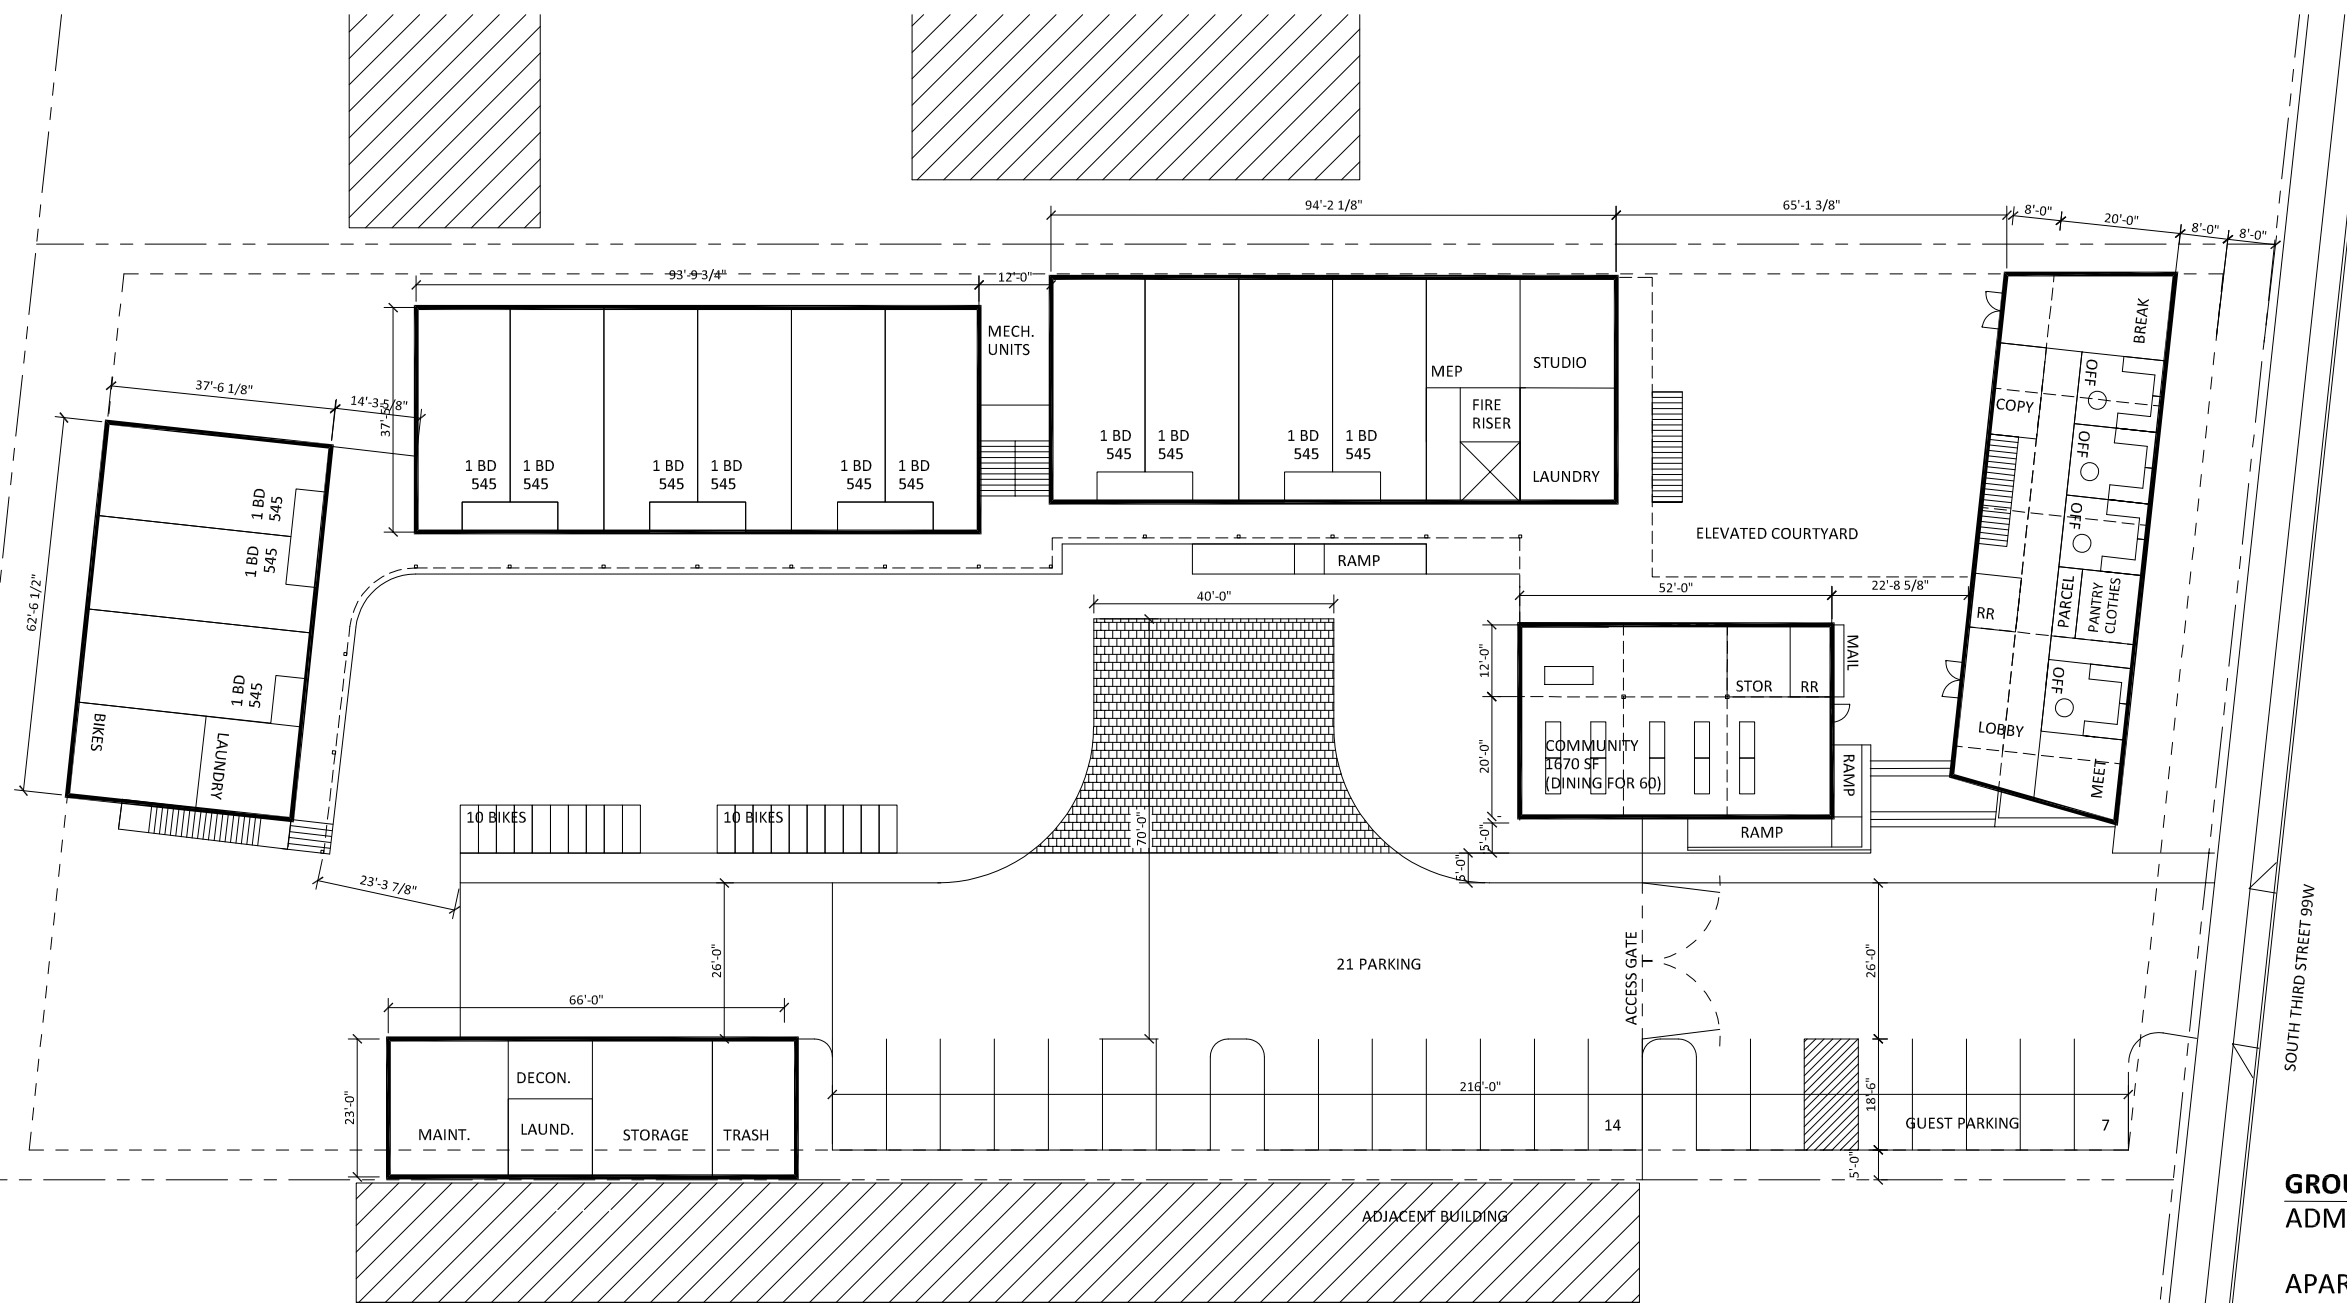 94'-2 1/8"
65'-1 3/8"
8'-0"
20'-0"
8'-0"
8'-0"
93'-9 3/4"
12'-0"
MECH.
UNITS
37'-6 1/8"
14'-3 5/8"
37'-5"
1 BD
545
1 BD
545
1 BD
545
1 BD
545
1 BD
545
1 BD
545
1 BD
545
1 BD
545
1 BD
545
1 BD
545
MEP
STUDIO
FIRE
RISER
LAUNDRY
BREAK
OFF
COPY
OFF
OFF
PARCEL
PANTRY
CLOTHES
RR
OFF
LOBBY
MEET
ELEVATED COURTYARD
RAMP
1 BD
545
1 BD
545
1 BD
545
62'-6 1/2"
BIKES
LAUNDRY
40'-0"
70'-0"
52'-0"
22'-8 5/8"
12'-0"
20'-0"
5'-0"
5'-0"
STOR
RR
MAIL
COMMUNITY
1670 SF
(DINING FOR 60)
RAMP
RAMP
10 BIKES
10 BIKES
23'-3 7/8"
26'-0"
21 PARKING
ACCESS GATE
26'-0"
SOUTH THIRD STREET 99W
66'-0"
23'-0"
MAINT.
DECON.
LAUND.
STORAGE
TRASH
216'-0"
14
18'-6"
GUEST PARKING
7
5'-0"
ADJACENT BUILDING
GROU
ADM
APAR